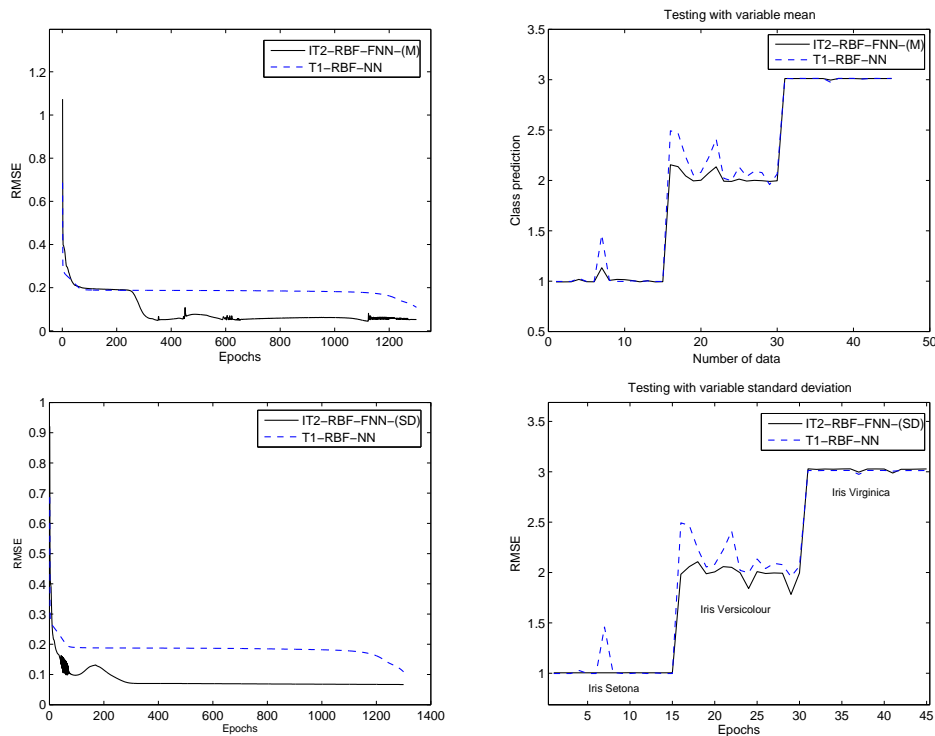 IT2−RBF−FNN−(M)
T1−RBF−NN
1.2
1
0.8
0.6
0.4
0.2
0
RMSE
0 200 400 600 800 1000 1200
Epochs
Testing with variable mean
IT2−RBF−FNN−(M)
T1−RBF−NN
3.5
3
2.5
2
1.5
1
0.5
Class prediction
0 10 20 30 40 50
Number of data
IT2−RBF−FNN−(SD)
T1−RBF−NN
1
0.9
0.8
0.7
0.6
0.5
0.4
0.3
0.2
0.1
0
RMSE
0 200 400 600 800 1000 1200 1400
Epochs
Testing with variable standard deviation
IT2−RBF−FNN−(SD)
T1−RBF−NN
3.5
3
2.5
2
1.5
1
RMSE
Iris Virginica
Iris Versicolour
Iris Setona
5 10 15 20 25 30 35 40 45
Epochs